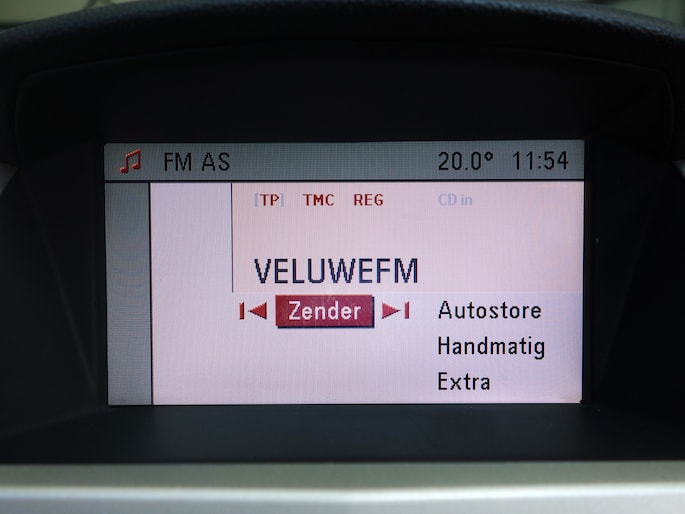 FM AS 20.0° 11:54
[TP] TMC REG CD in
VELUWEFM
Zender Autostore
Handmatig
Extra